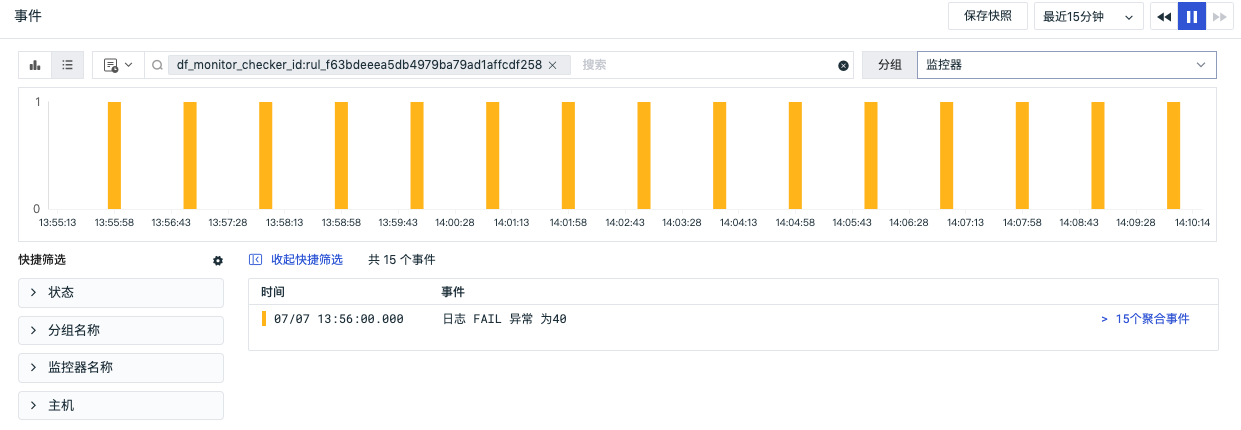 事件
保存快照
最近15分钟
df_monitor_checker_id:rul_f63bdeeea5db4979ba79ad1affcdf258
搜索
分组
监控器
1
0
13:55:13 13:55:58 13:56:43 13:57:28 13:58:13 13:58:58 13:59:43 14:00:28 14:01:13 14:01:58 14:02:43 14:03:28 14:04:13 14:04:58 14:05:43 14:06:28 14:07:13 14:07:58 14:08:43 14:09:28 14:10:14
快捷筛选
收起快捷筛选
共 15 个事件
状态
分组名称
监控器名称
主机
时间 事件
07/07 13:56:00.000 日志 FAIL 异常 为40 > 15个聚合事件